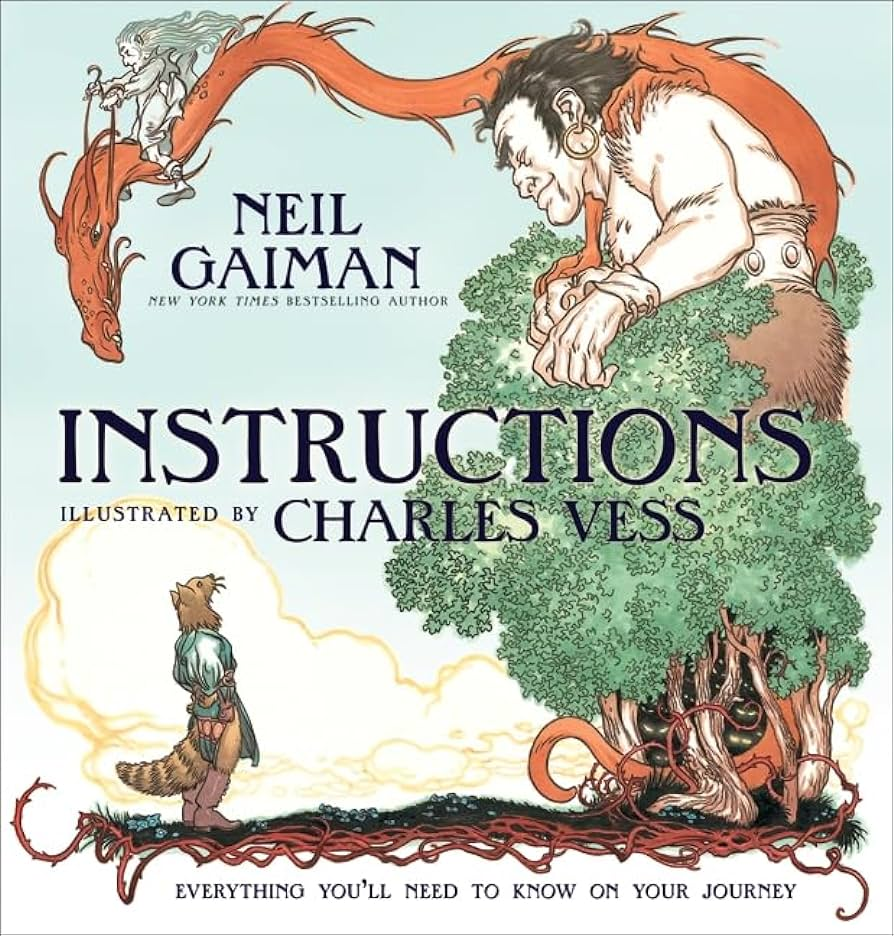 NEIL
GAIMAN
NEW YORK TIMES BESTSELLING AUTHOR
INSTRUCTIONS
ILLUSTRATED BY CHARLES VESS
EVERYTHING YOU'LL NEED TO KNOW ON YOUR JOURNEY